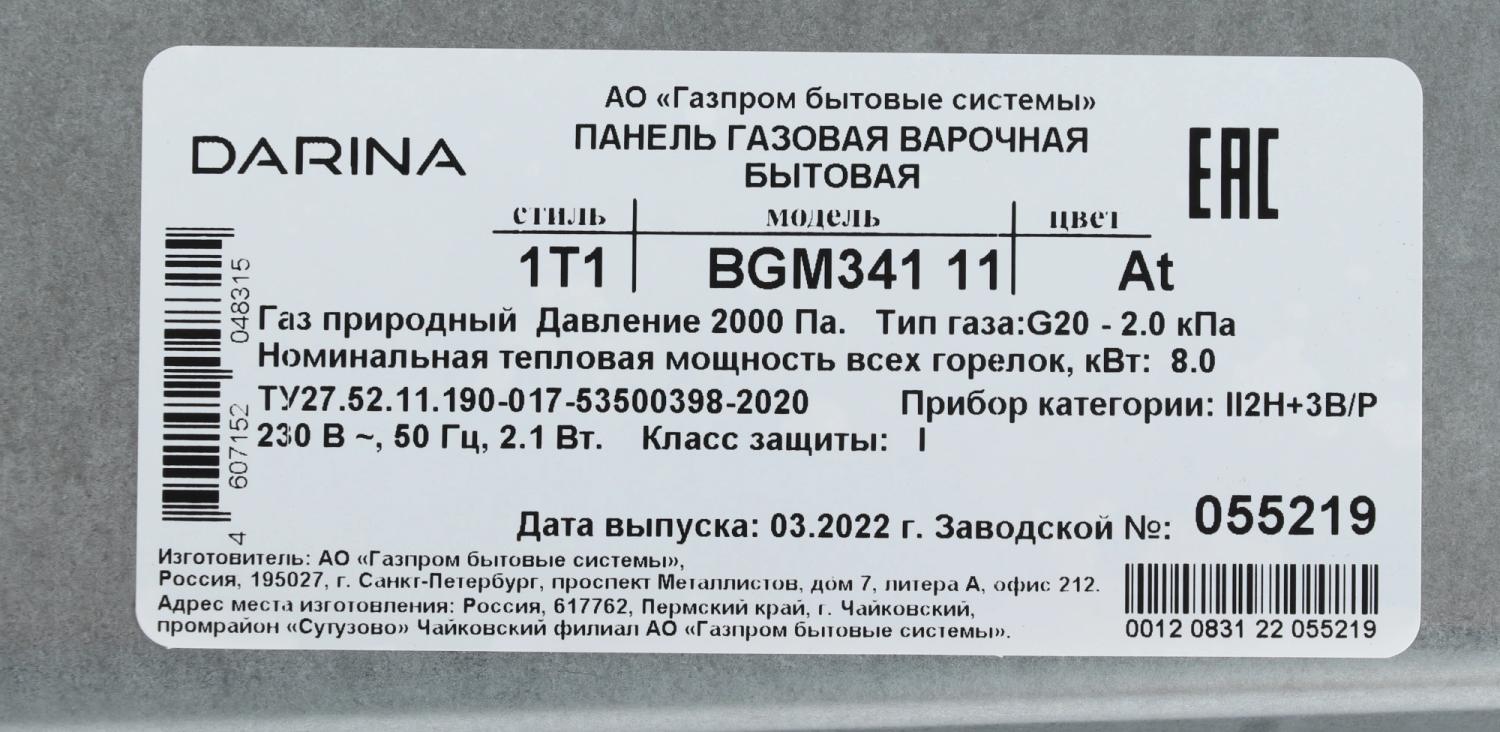 АО «Газпром бытовые системы»
DARINA
ПАНЕЛЬ ГАЗОВАЯ ВАРОЧНАЯ
БЫТОВАЯ
EAC
стиль модель цвет
1Т1 BGM341 11 At
Газ природный Давление 2000 Па. Тип газа:G20 - 2.0 кПа
Номинальная тепловая мощность всех горелок, кВт: 8.0
ТУ27.52.11.190-017-53500398-2020 Прибор категории: II2H+3B/P
230 В ~, 50 Гц, 2.1 Вт. Класс защиты: I
4 607152 048315
Дата выпуска: 03.2022 г. Заводской №: 055219
Изготовитель: АО «Газпром бытовые системы»,
Россия, 195027, г. Санкт-Петербург, проспект Металлистов, дом 7, литера А, офис 212.
Адрес места изготовления: Россия, 617762, Пермский край, г. Чайковский,
промрайон «Сутузово» Чайковский филиал АО «Газпром бытовые системы».
0012 0831 22 055219